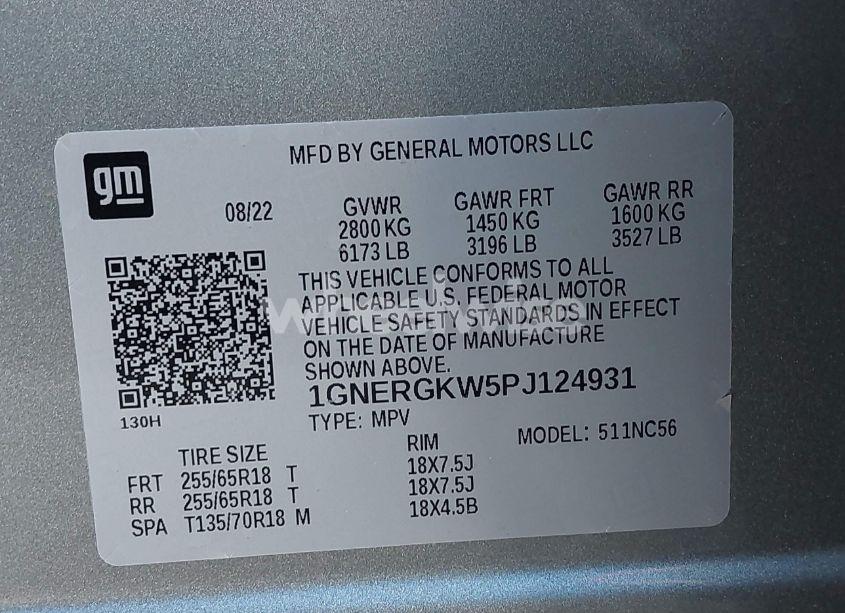 MFD BY GENERAL MOTORS LLC
gm
08/22
GVWR GAWR FRT GAWR RR
2800 KG 1450 KG 1600 KG
6173 LB 3196 LB 3527 LB
THIS VEHICLE CONFORMS TO ALL
APPLICABLE U.S. FEDERAL MOTOR
VEHICLE SAFETY STANDARDS IN EFFECT
ON THE DATE OF MANUFACTURE
SHOWN ABOVE.
1GNERGKW5PJ124931
130H
TYPE: MPV
MODEL: 511NC56
TIRE SIZE RIM
FRT 255/65R18 T 18X7.5J
RR 255/65R18 T 18X7.5J
SPA T135/70R18 M 18X4.5B